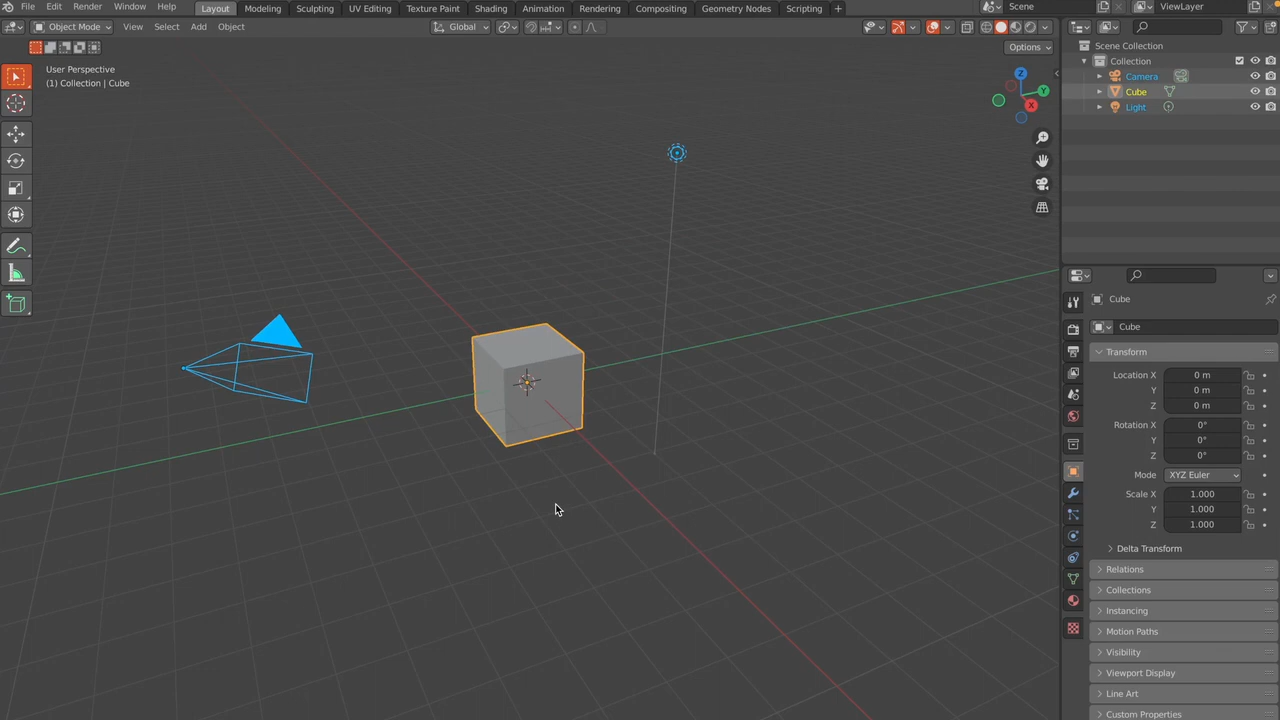 File Edit Render Window Help Layout Modeling Sculpting UV Editing Texture Paint Shading Animation Rendering Compositing Geometry Nodes Scripting + Scene ViewLayer
Object Mode View Select Add Object Global
Options
User Perspective
(1) Collection | Cube
Z
Y
X
Scene Collection
Collection
Camera
Cube
Light
Cube
Cube
Transform
Location X 0 m
Y 0 m
Z 0 m
Rotation X 0°
Y 0°
Z 0°
Mode XYZ Euler
Scale X 1.000
Y 1.000
Z 1.000
Delta Transform
Relations
Collections
Instancing
Motion Paths
Visibility
Viewport Display
Line Art
Custom Properties